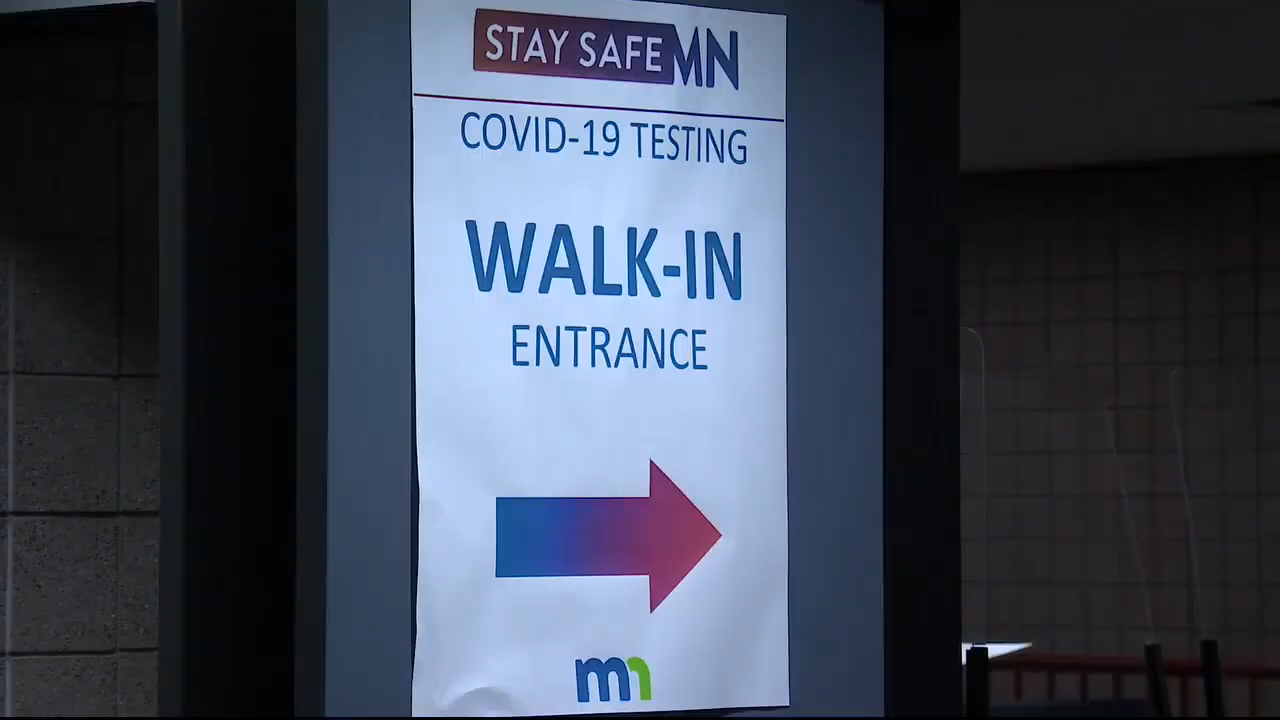 STAY SAFE MN
COVID-19 TESTING
WALK-IN
ENTRANCE
mn